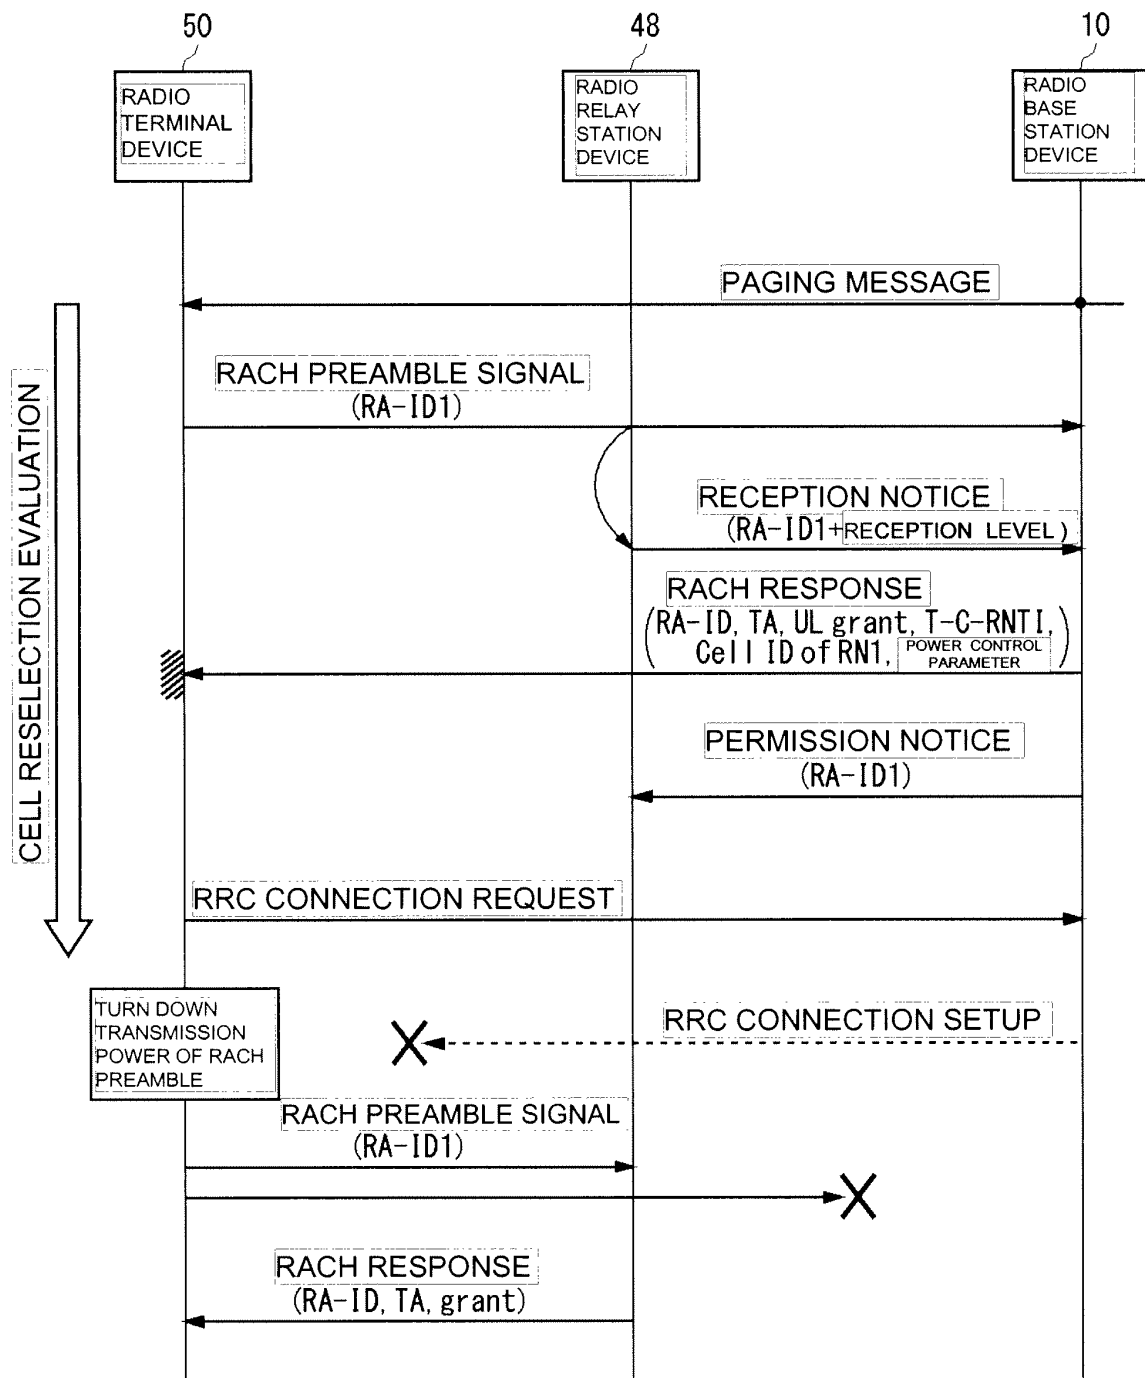 50
48
10
RADIO
TERMINAL
DEVICE
RADIO
RELAY
STATION
DEVICE
RADIO
BASE
STATION
DEVICE
PAGING MESSAGE
CELL RESELECTION EVALUATION
RACH PREAMBLE SIGNAL
(RA-ID1)
RECEPTION NOTICE
(RA-ID1+RECEPTION LEVEL)
RACH RESPONSE
(RA-ID, TA, UL grant, T-C-RNTI,
Cell ID of RN1, POWER CONTROL
PARAMETER)
PERMISSION NOTICE
(RA-ID1)
RRC CONNECTION REQUEST
TURN DOWN
TRANSMISSION
POWER OF RACH
PREAMBLE
RRC CONNECTION SETUP
RACH PREAMBLE SIGNAL
(RA-ID1)
RACH RESPONSE
(RA-ID, TA, grant)